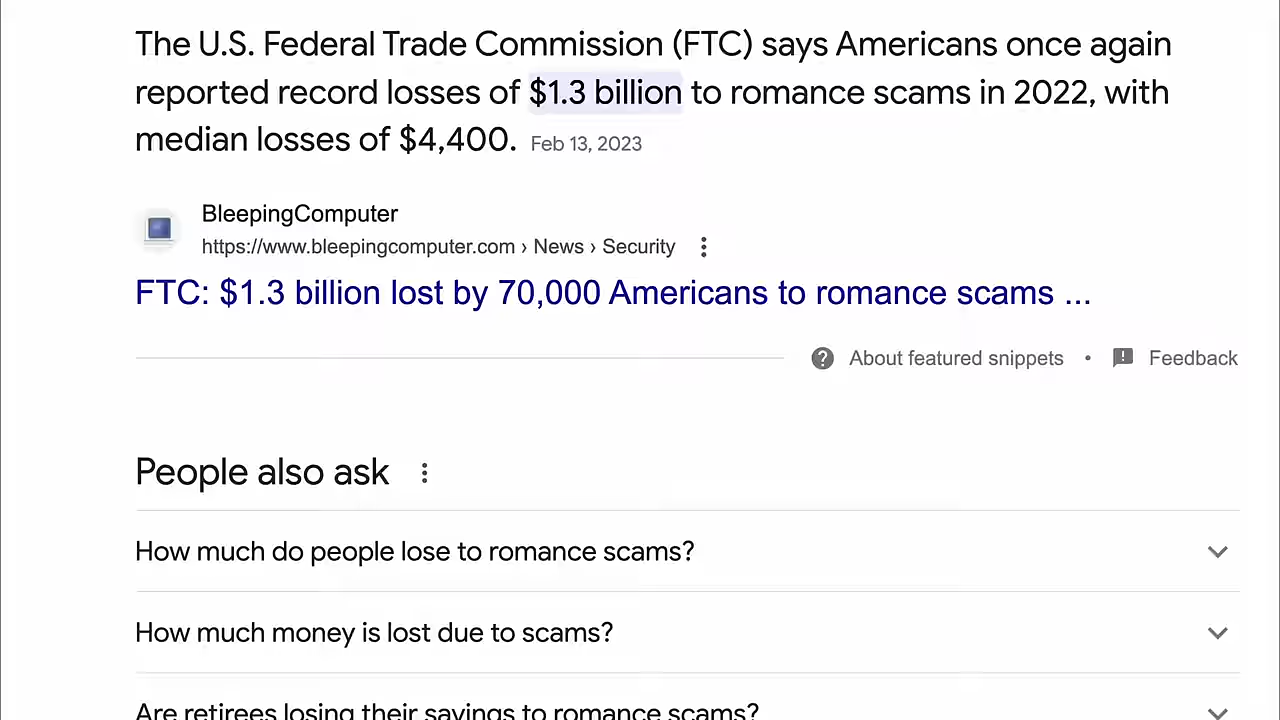 The U.S. Federal Trade Commission (FTC) says Americans once again
reported record losses of $1.3 billion to romance scams in 2022, with
median losses of $4,400. Feb 13, 2023
BleepingComputer
https://www.bleepingcomputer.com › News › Security
FTC: $1.3 billion lost by 70,000 Americans to romance scams ...
About featured snippets • Feedback
People also ask
How much do people lose to romance scams?
How much money is lost due to scams?
Are retirees losing their savings to romance scams?